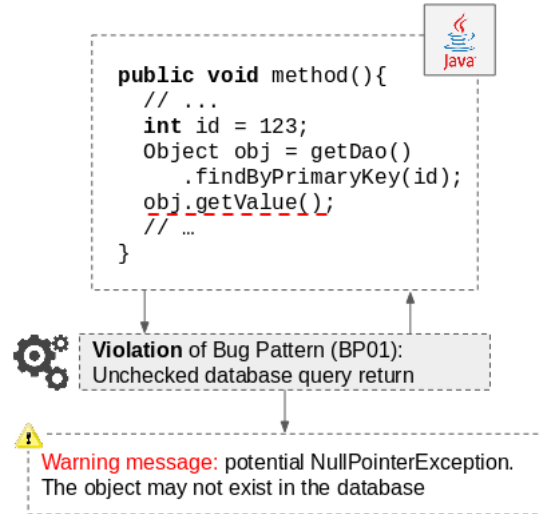 Java
public void method(){
// ...
int id = 123;
Object obj = getDao()
.findByPrimaryKey(id);
obj.getValue();
// …
}
Violation of Bug Pattern (BP01):
Unchecked database query return
Warning message: potential NullPointerException.
The object may not exist in the database